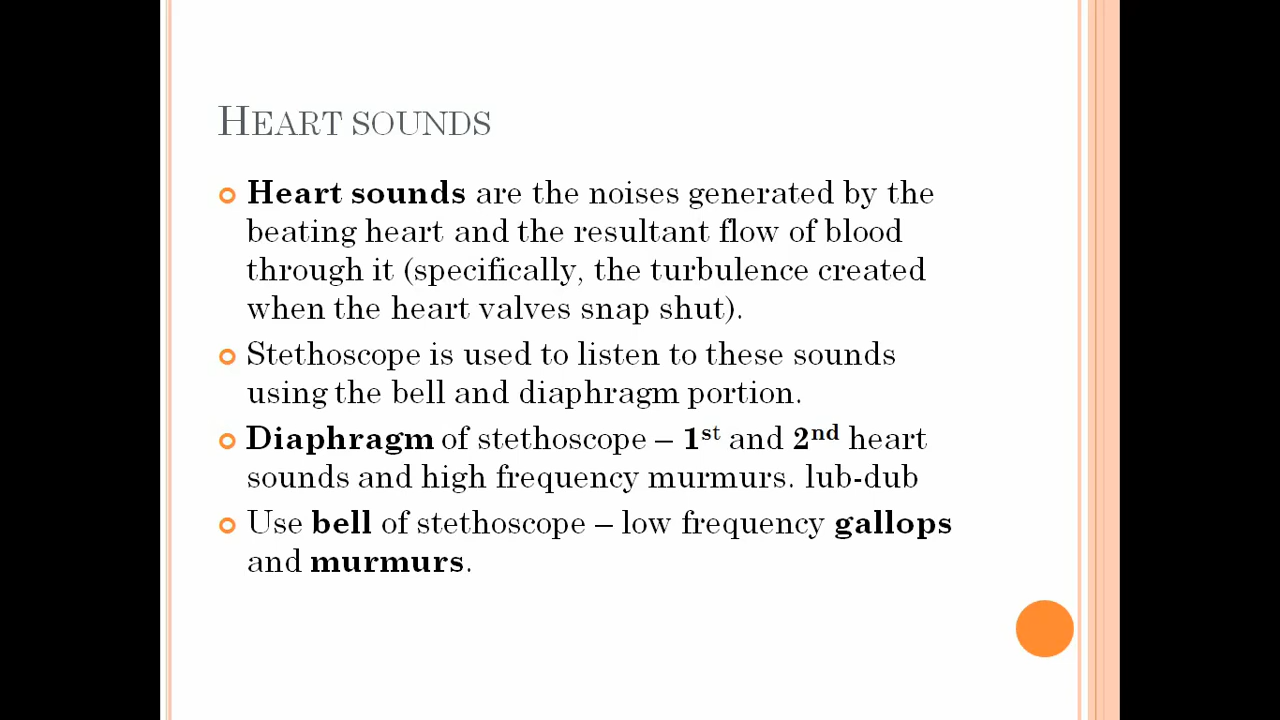 HEART SOUNDS
Heart sounds are the noises generated by the
beating heart and the resultant flow of blood
through it (specifically, the turbulence created
when the heart valves snap shut).
Stethoscope is used to listen to these sounds
using the bell and diaphragm portion.
Diaphragm of stethoscope – 1st and 2nd heart
sounds and high frequency murmurs. lub-dub
Use bell of stethoscope – low frequency gallops
and murmurs.